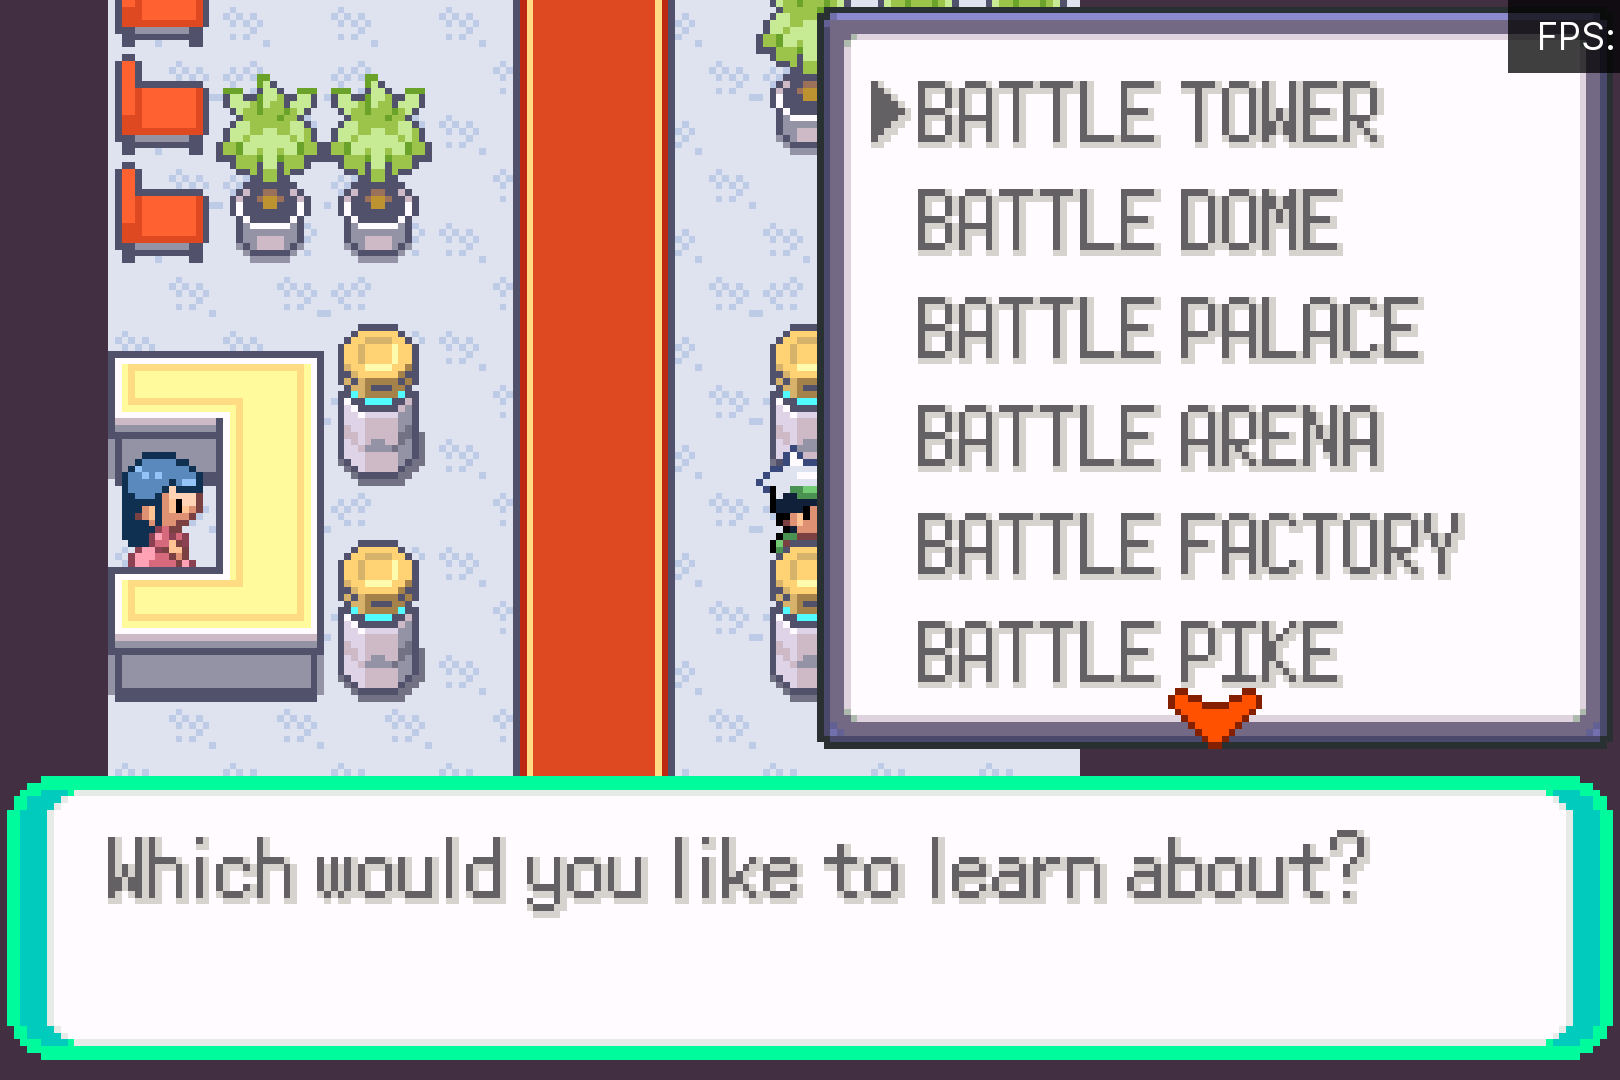 FPS:
BATTLE TOWER
BATTLE DOME
BATTLE PALACE
BATTLE ARENA
BATTLE FACTORY
BATTLE PIKE
Which would you like to learn about?